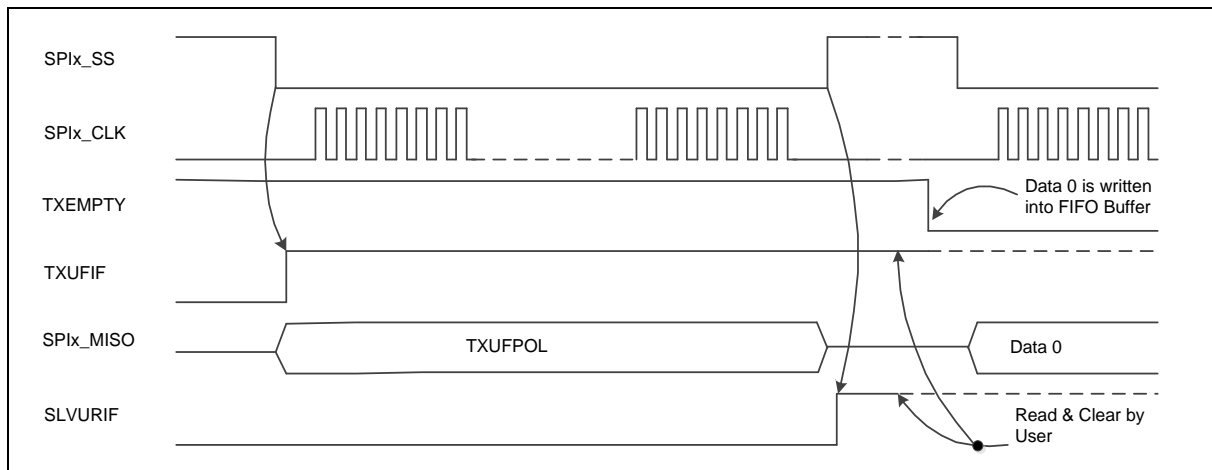 SPIx_SS
SPIx_CLK
TXEMPTY
Data 0 is written
into FIFO Buffer
TXUFIF
SPIx_MISO
TXUFPOL
Data 0
SLVURIF
Read & Clear by
User